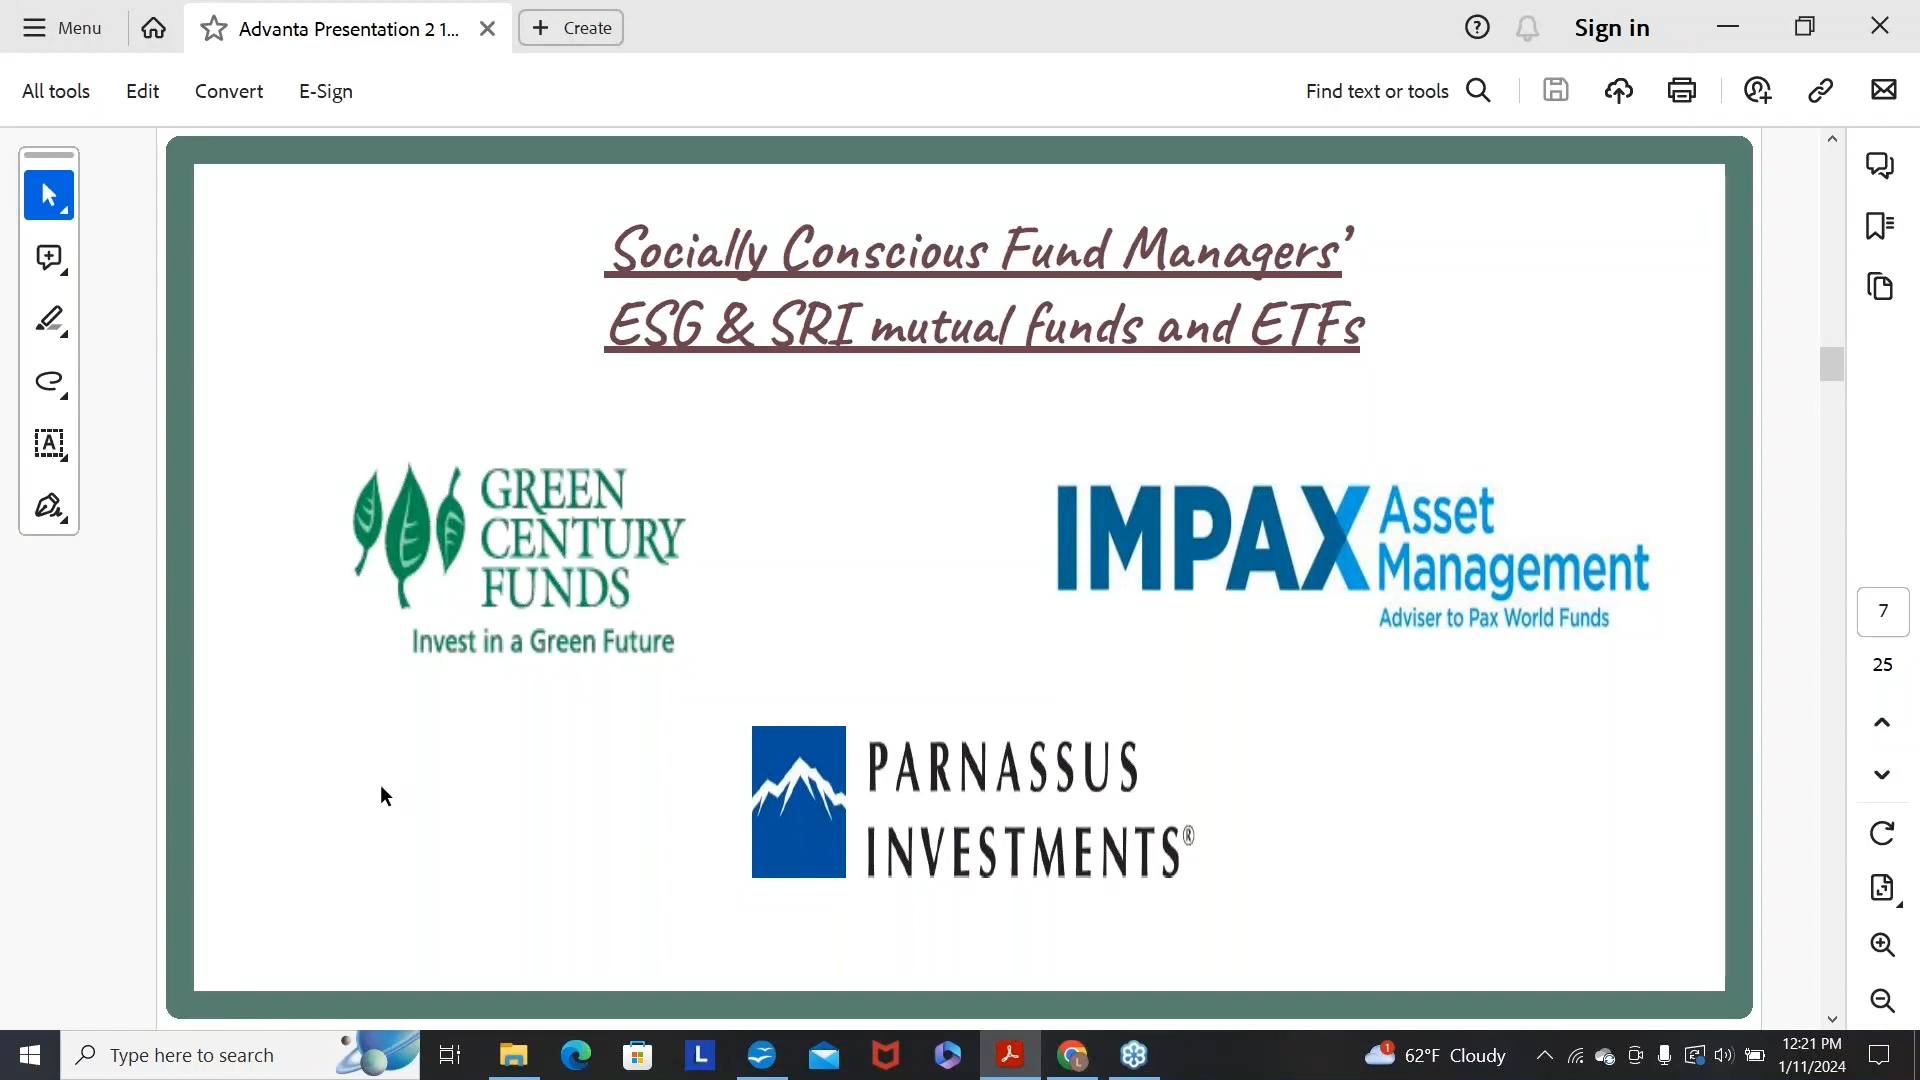 Menu
Advanta Presentation 2 1...
Create
Sign in
All tools
Edit
Convert
E-Sign
Find text or tools
Socially Conscious Fund Managers'
ESG & SRI mutual funds and ETFs
GREEN
CENTURY
FUNDS
Invest in a Green Future
IMPAX Asset
Management
Adviser to Pax World Funds
PARNASSUS
INVESTMENTS®
7
25
Type here to search
L
1
62°F Cloudy
12:21 PM
1/11/2024